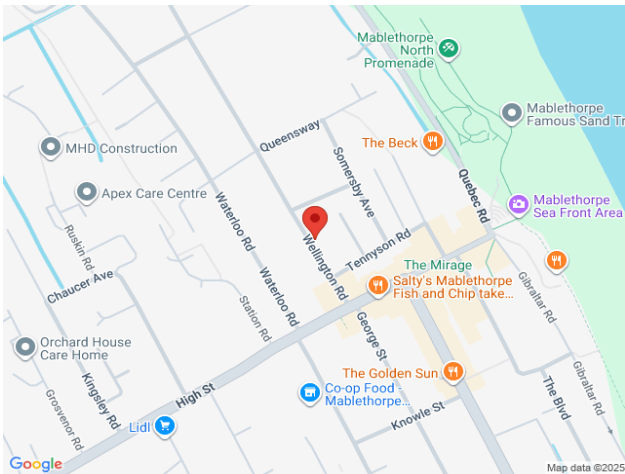 Mablethorpe
North
Promenade
Mablethorpe
Famous Sand Tr
Queensway
The Beck
MHD Construction
Somersby Ave
Quebec Rd
Apex Care Centre
Mablethorpe
Sea Front Area
Waterloo Rd
Ruskin Rd
Wellington Rd
Tennyson Rd
The Mirage
Chaucer Ave
Waterloo Rd
Salty's Mablethorpe
Fish and Chip take...
Gibraltar Rd
Station Rd
George St
Orchard House
Care Home
The Golden Sun
Gibraltar Rd
Kingsley Rd
High St
Co-op Food -
Mablethorpe...
The Blvd
Grosvenor Rd
Knowle St
Lidl
Google
Map data ©2025